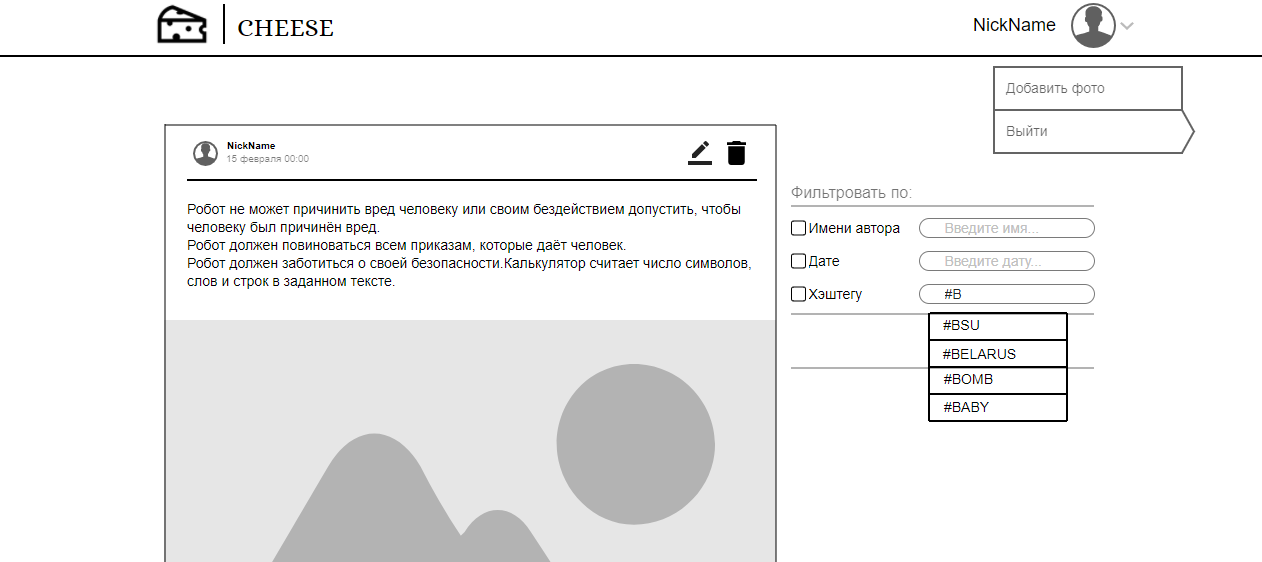 CHEESE
NickName
Добавить фото
Выйти
NickName
15 февраля 00:00
Робот не может причинить вред человеку или своим бездействием допустить, чтобы
человеку был причинён вред.
Робот должен повиноваться всем приказам, которые даёт человек.
Робот должен заботиться о своей безопасности.Калькулятор считает число символов,
слов и строк в заданном тексте.
Фильтровать по:
Имени автора Введите имя...
Дате Введите дату...
Хэштегу #B
#BSU
#BELARUS
#BOMB
#BABY